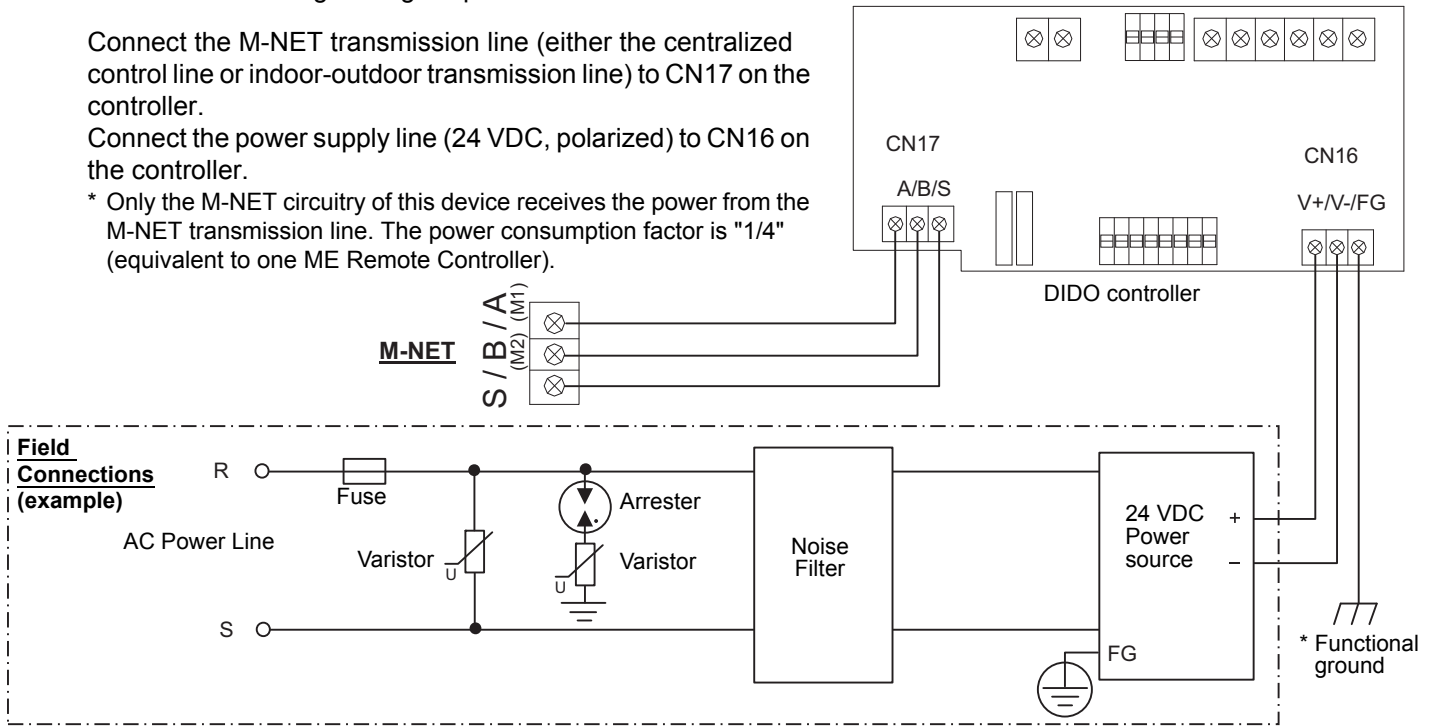 Connect the M-NET transmission line (either the centralized
control line or indoor-outdoor transmission line) to CN17 on the
controller.
Connect the power supply line (24 VDC, polarized) to CN16 on
the controller.
* Only the M-NET circuitry of this device receives the power from the
M-NET transmission line. The power consumption factor is "1/4"
(equivalent to one ME Remote Controller).
CN17
A/B/S
CN16
V+/V-/FG
DIDO controller
M-NET
S / B / A
(M2) (M1)
Field
Connections
(example)
R
Fuse
Arrester
AC Power Line
Varistor
U
Varistor
U
S
Noise
Filter
24 VDC
Power
source
+
–
FG
* Functional
ground